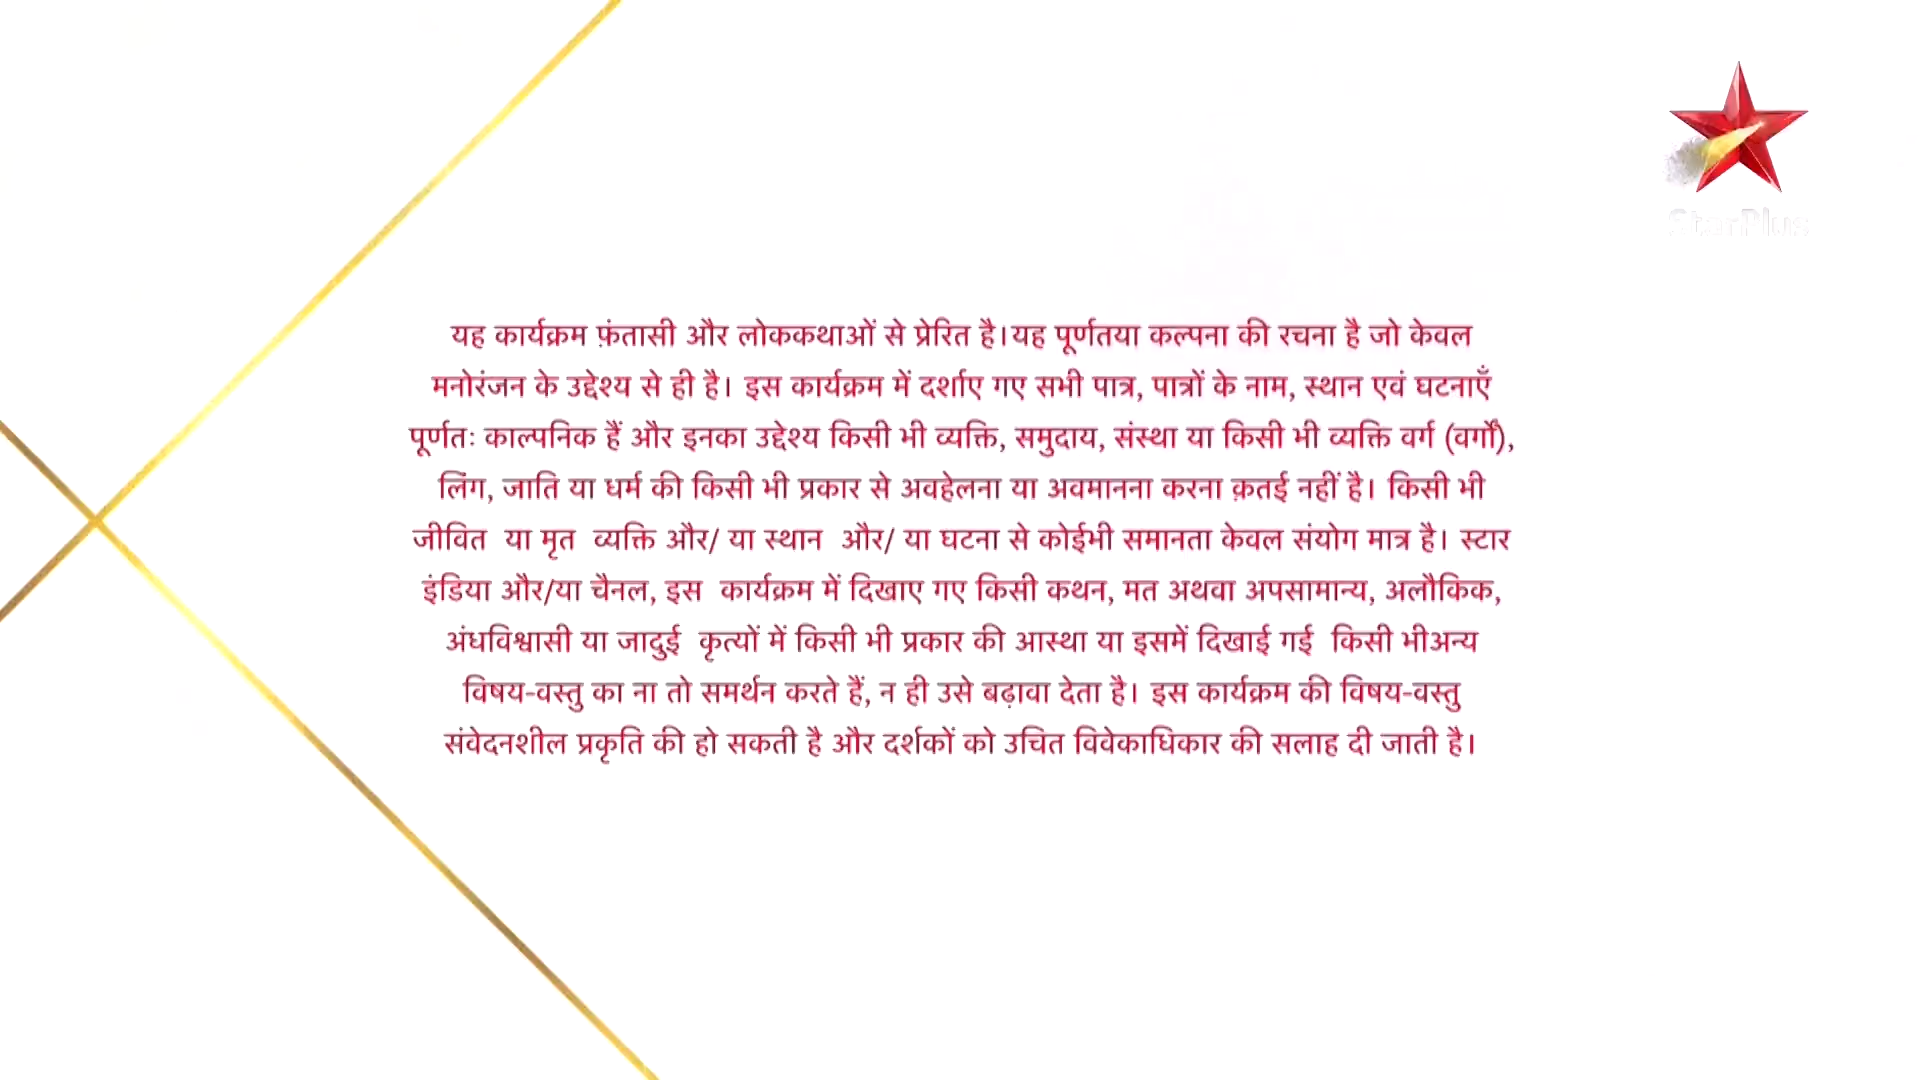 StarPlus
यह कार्यक्रम फ़ंतासी और लोककथाओं से प्रेरित है।यह पूर्णतया कल्पना की रचना है जो केवल
मनोरंजन के उद्देश्य से ही है। इस कार्यक्रम में दर्शाए गए सभी पात्र, पात्रों के नाम, स्थान एवं घटनाएँ
पूर्णतः काल्पनिक हैं और इनका उद्देश्य किसी भी व्यक्ति, समुदाय, संस्था या किसी भी व्यक्ति वर्ग (वर्गों),
लिंग, जाति या धर्म की किसी भी प्रकार से अवहेलना या अवमानना करना क़तई नहीं है। किसी भी
जीवित या मृत व्यक्ति और/ या स्थान और/ या घटना से कोईभी समानता केवल संयोग मात्र है। स्टार
इंडिया और/या चैनल, इस कार्यक्रम में दिखाए गए किसी कथन, मत अथवा अपसामान्य, अलौकिक,
अंधविश्वासी या जादुई कृत्यों में किसी भी प्रकार की आस्था या इसमें दिखाई गई किसी भीअन्य
विषय-वस्तु का ना तो समर्थन करते हैं, न ही उसे बढ़ावा देता है। इस कार्यक्रम की विषय-वस्तु
संवेदनशील प्रकृति की हो सकती है और दर्शकों को उचित विवेकाधिकार की सलाह दी जाती है।